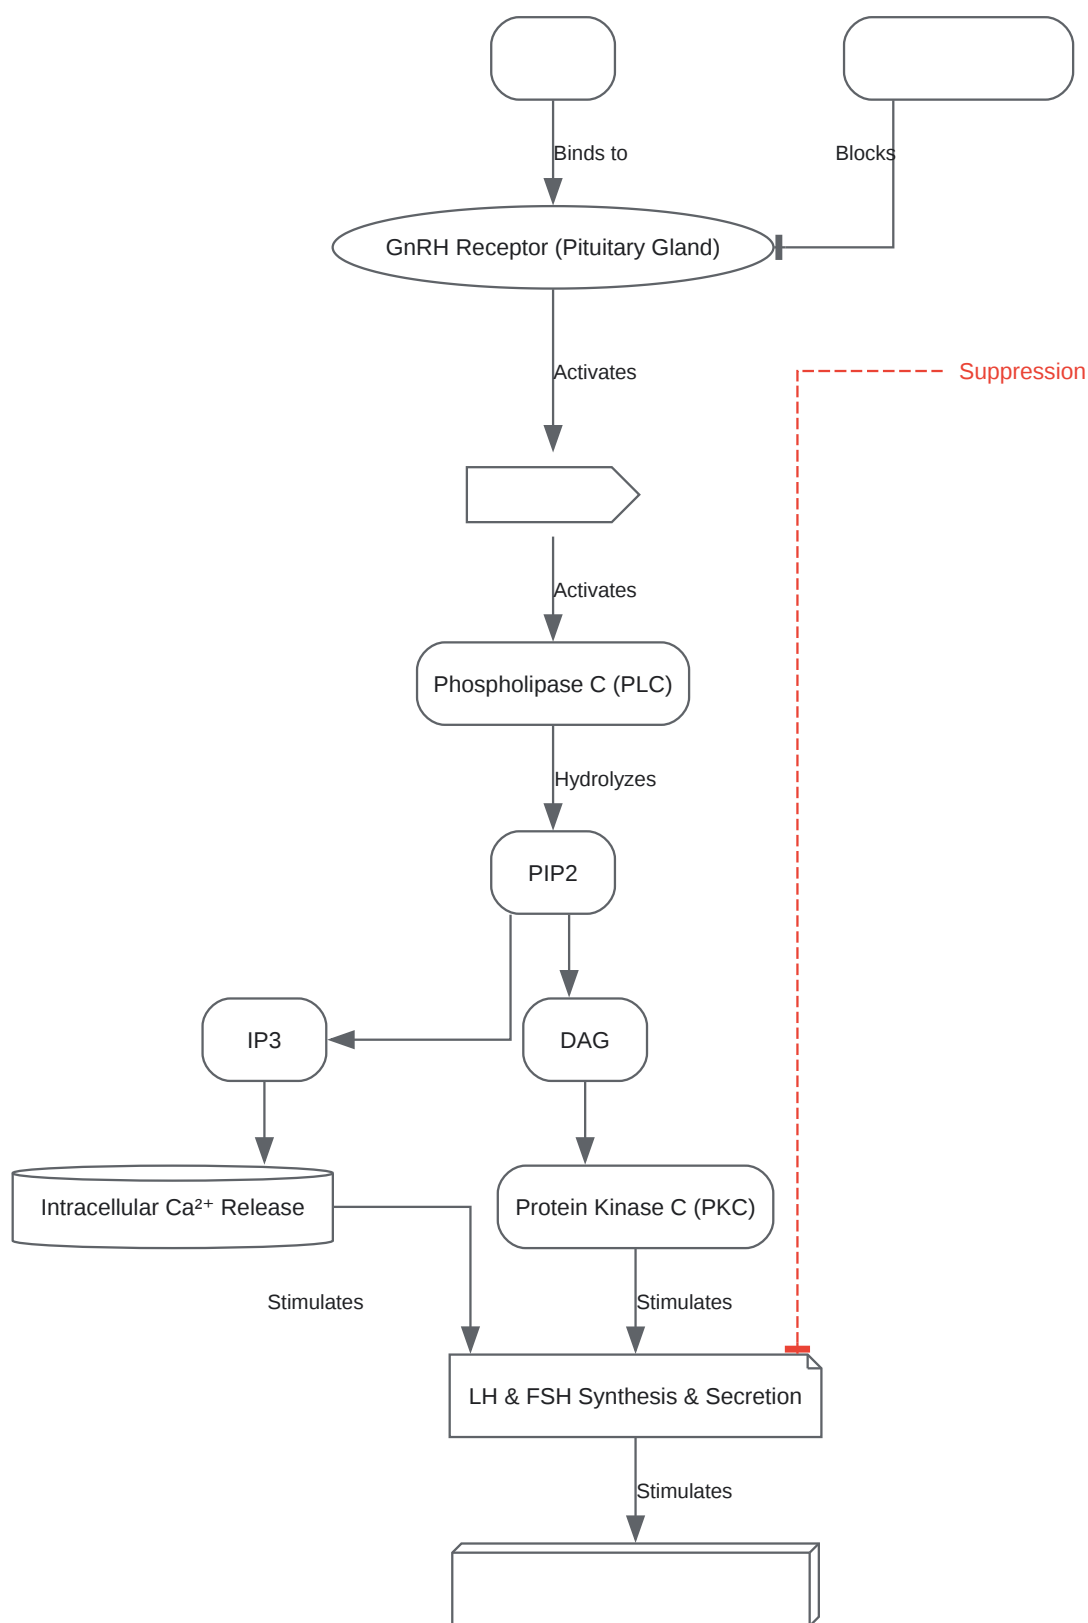 Binds to
Blocks
GnRH Receptor (Pituitary Gland)
Activates
Suppression
Activates
Phospholipase C (PLC)
Hydrolyzes
PIP2
IP3
DAG
Intracellular Ca²⁺ Release
Protein Kinase C (PKC)
Stimulates
Stimulates
LH & FSH Synthesis & Secretion
Stimulates